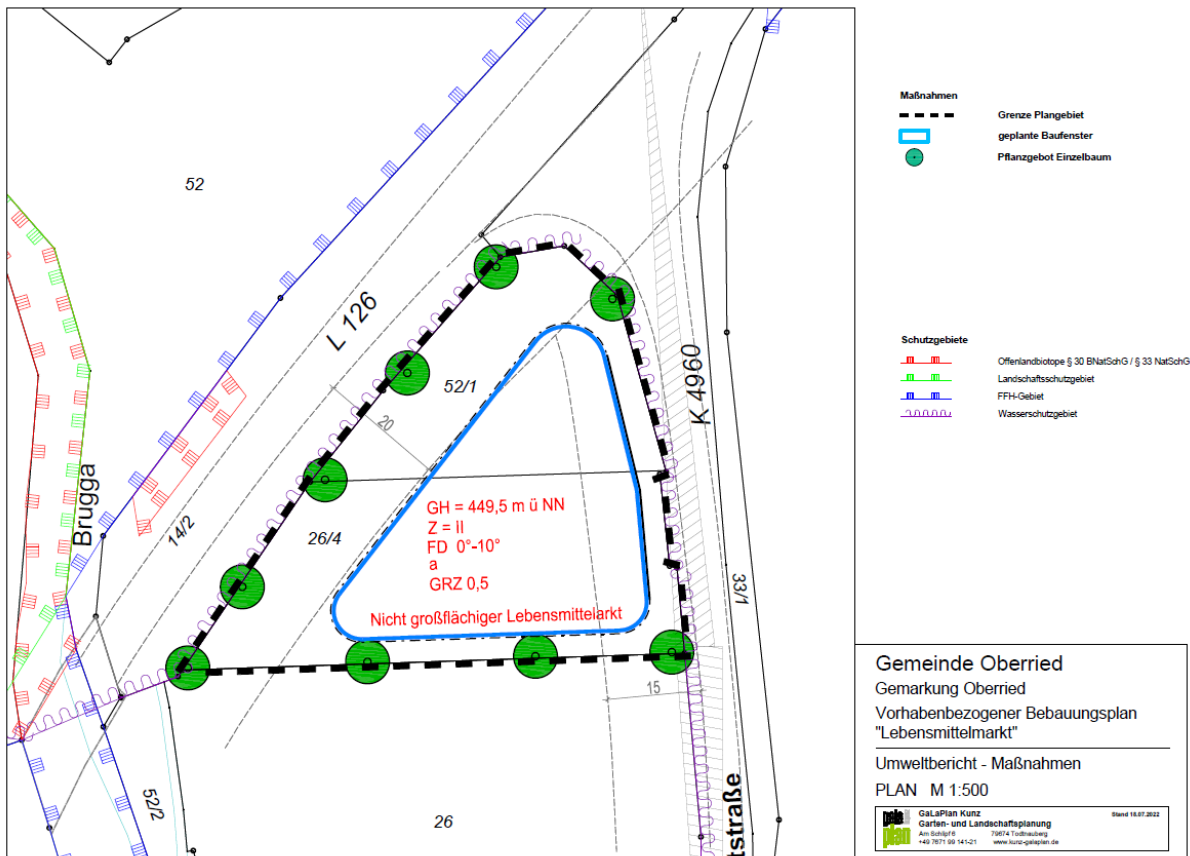 52
L 126
52/1
K 4960
20
Brugga
14/2
26/4
GH = 449,5 m ü NN
Z = II
FD 0°-10°
a
GRZ 0,5
Nicht großflächiger Lebensmittelarkt
33/1
15
52/2
26
tstraße
Maßnahmen
Grenze Plangebiet
geplante Baufenster
Pflanzgebot Einzelbaum
Schutzgebiete
Offenlandbiotope § 30 BNatSchG / § 33 NatSchG
Landschaftsschutzgebiet
FFH-Gebiet
Wasserschutzgebiet
Gemeinde Oberried
Gemarkung Oberried
Vorhabenbezogener Bebauungsplan
"Lebensmittelmarkt"
Umweltbericht - Maßnahmen
PLAN M 1:500
gala plan
GaLaPlan Kunz Stand 18.07.2022
Garten- und Landschaftsplanung
Am Schlipf 6 79674 Todtnauberg
+49 7671 99 141-21 www.kunz-galaplan.de